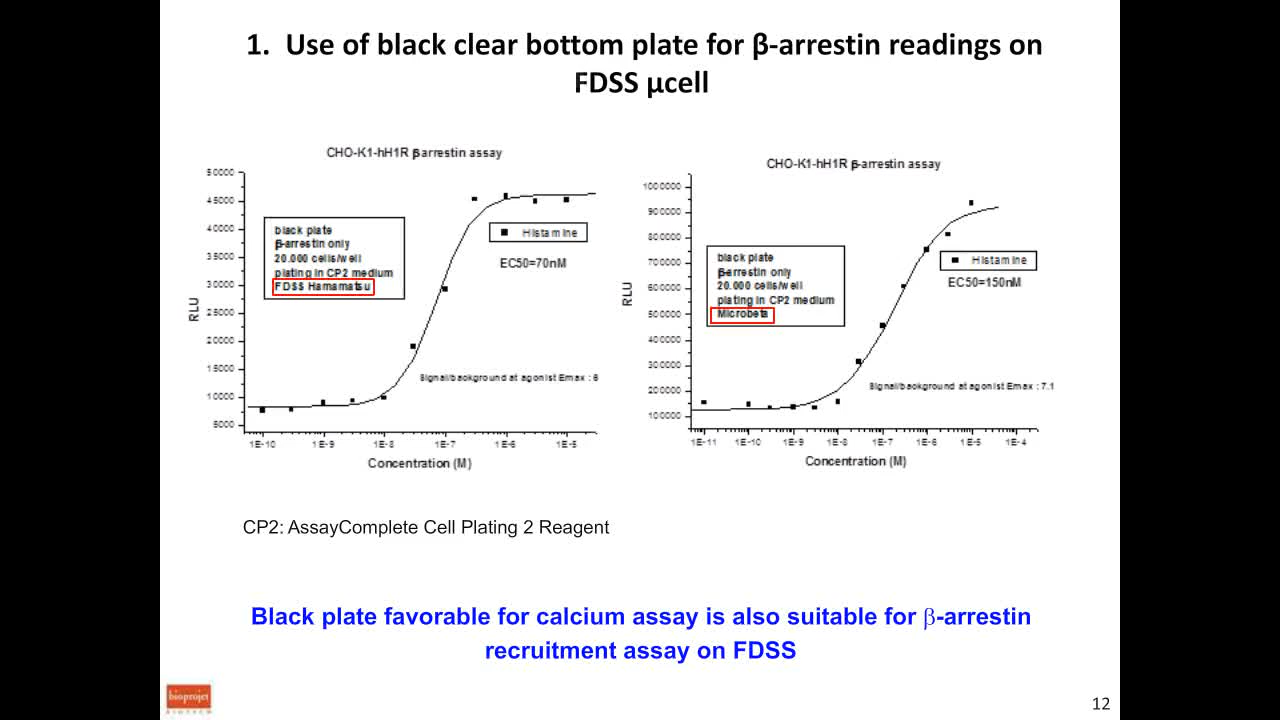 1. Use of black clear bottom plate for β-arrestin readings on
FDSS µcell
CHO-K1-hH1R β-arrestin assay
RLU
50000
45000
40000
35000
30000
25000
20000
15000
10000
5000
black plate
β-arrestin only
20.000 cells/well
plating in CP2 medium
FDSS Hamamatsu
Histamine
EC50=70nM
Signal/background at agonist Emax : 6
1E-10 1E-9 1E-8 1E-7 1E-6 1E-5
Concentration (M)
CHO-K1-hH1R β-arrestin assay
RLU
1000000
900000
800000
700000
600000
500000
400000
300000
200000
100000
black plate
β-arrestin only
20.000 cells/well
plating in CP2 medium
Microbeta
Histamine
EC50=150nM
Signal/background at agonist Emax : 7.1
1E-11 1E-10 1E-9 1E-8 1E-7 1E-6 1E-5 1E-4
Concentration (M)
CP2: AssayComplete Cell Plating 2 Reagent
Black plate favorable for calcium assay is also suitable for β-arrestin
recruitment assay on FDSS
bioprojet
BIOTECH
12